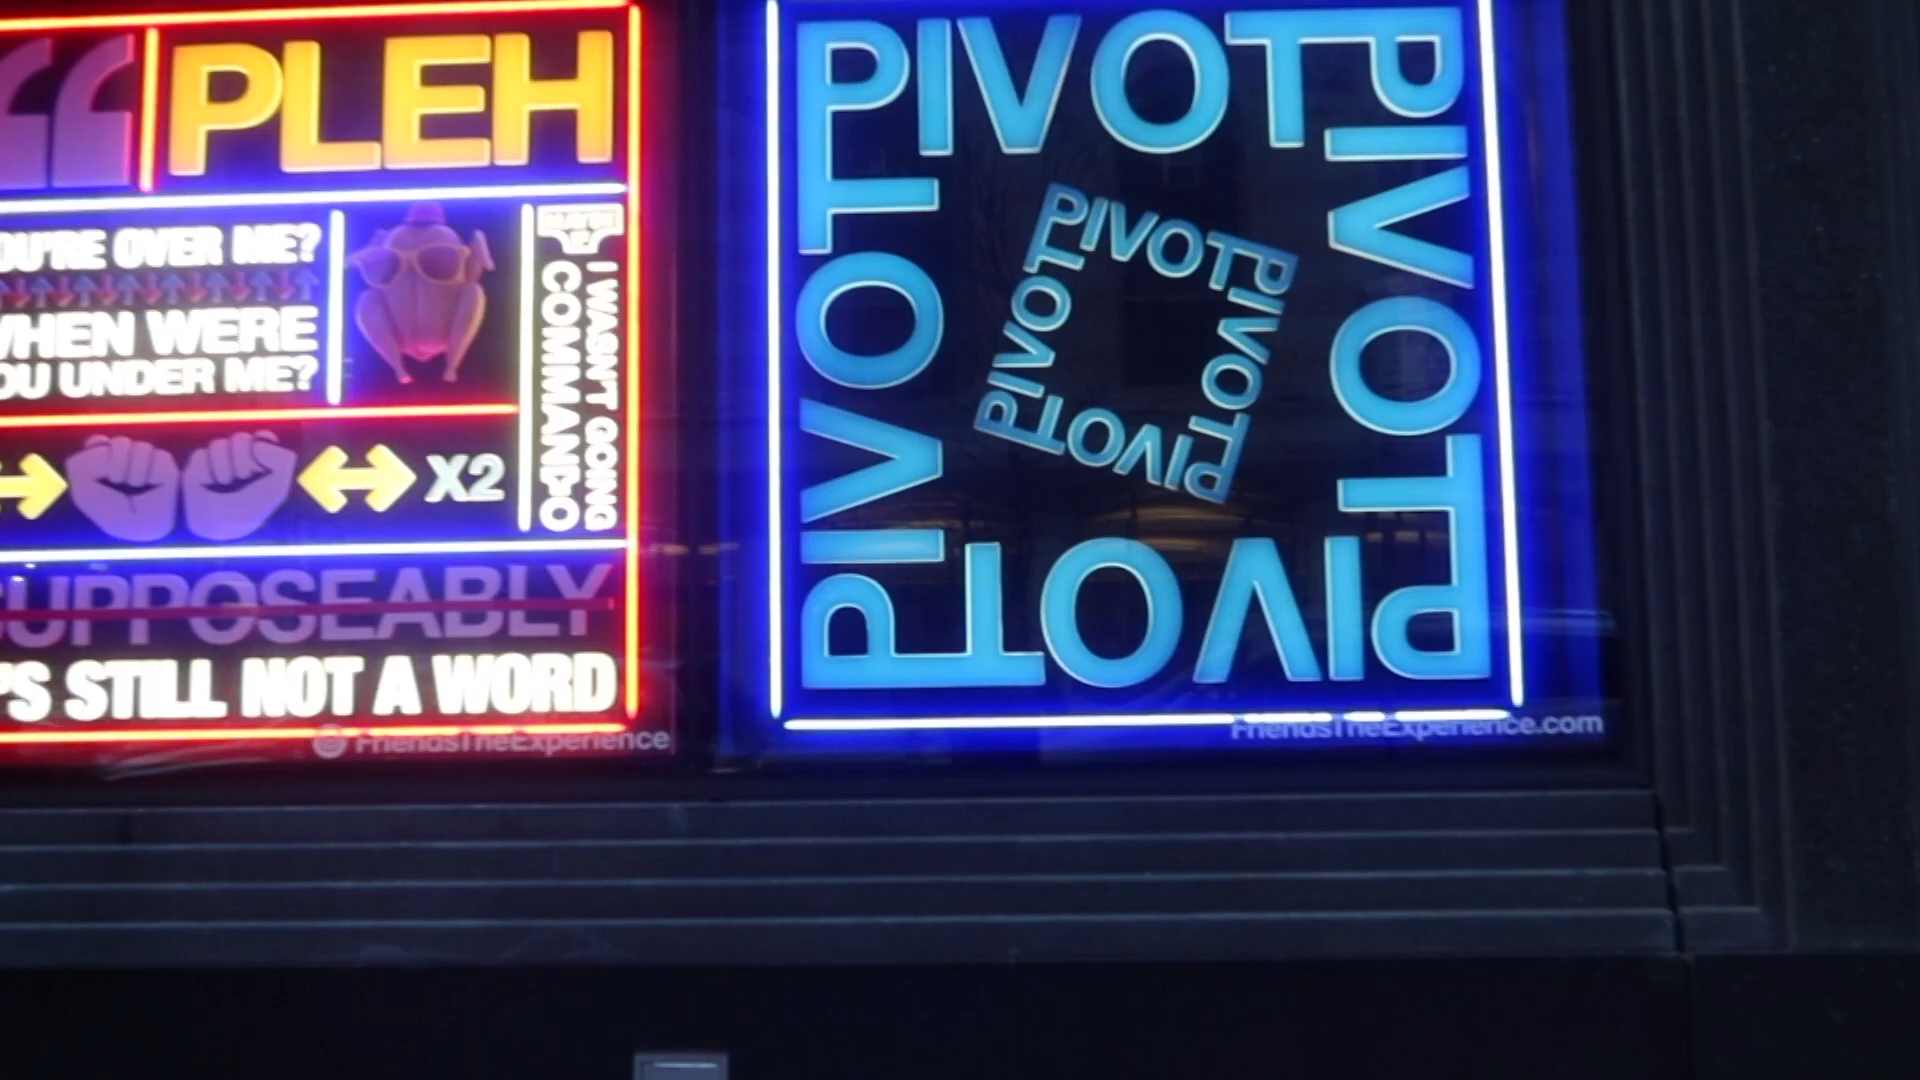 “
PLEH
OU'RE OVER ME?
WHEN WERE
OU UNDER ME?
X2
I WASN'T GOING
COMMANDO
SUPPOSEABLY
'S STILL NOT A WORD
FriendsTheExperience
PIVOT
PIVOT
PIVOT
PIVOT
PIVOT
PIVOT
PIVOT
PIVOT
FriendsTheExperience.com